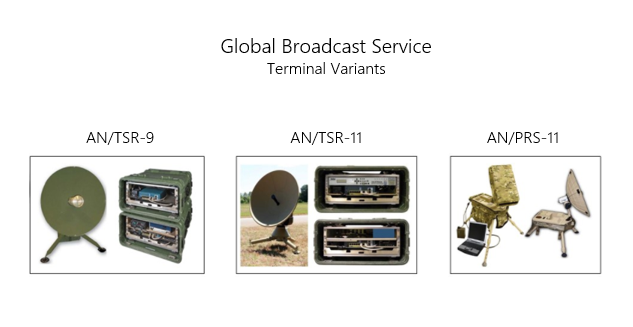 Global Broadcast Service
Terminal Variants
AN/TSR-9
AN/TSR-11
AN/PRS-11